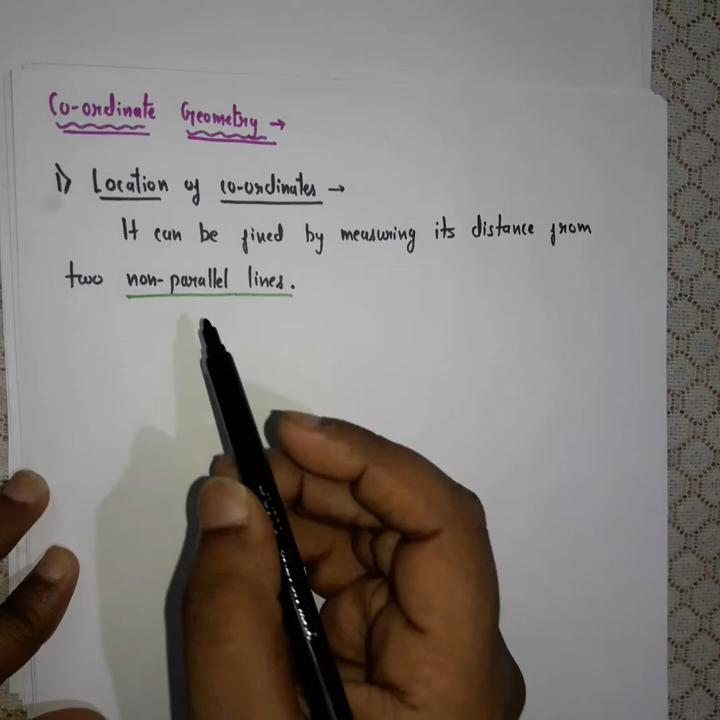 Co-ordinate Geometry →
1) Location of co-ordinates →
It can be fixed by measuring its distance from
two non-parallel lines.